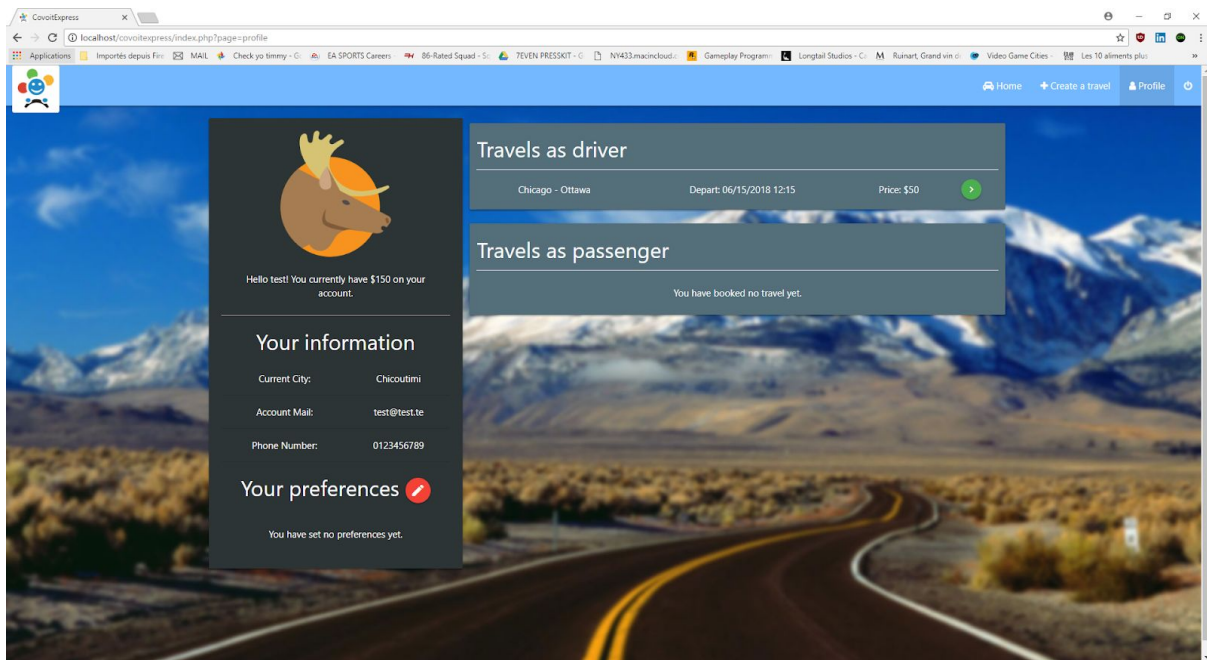 CovoitExpress
localhost/covoitexpress/index.php?page=profile
Applications Importés depuis Fire MAIL Check yo timmy - G EA SPORTS Careers 86-Rated Squad - Sc 7EVEN PRESSKIT - G NY433.macincloud.c Gameplay Programm Longtail Studios - Ca Ruinart, Grand vin d Video Game Cities - Les 10 aliments plus »
Home Create a travel Profile
Travels as driver
Chicago - Ottawa Depart: 06/15/2018 12:15 Price: $50
Travels as passenger
You have booked no travel yet.
Hello test! You currently have $150 on your
account.
Your information
Current City: Chicoutimi
Account Mail: test@test.te
Phone Number: 0123456789
Your preferences
You have set no preferences yet.